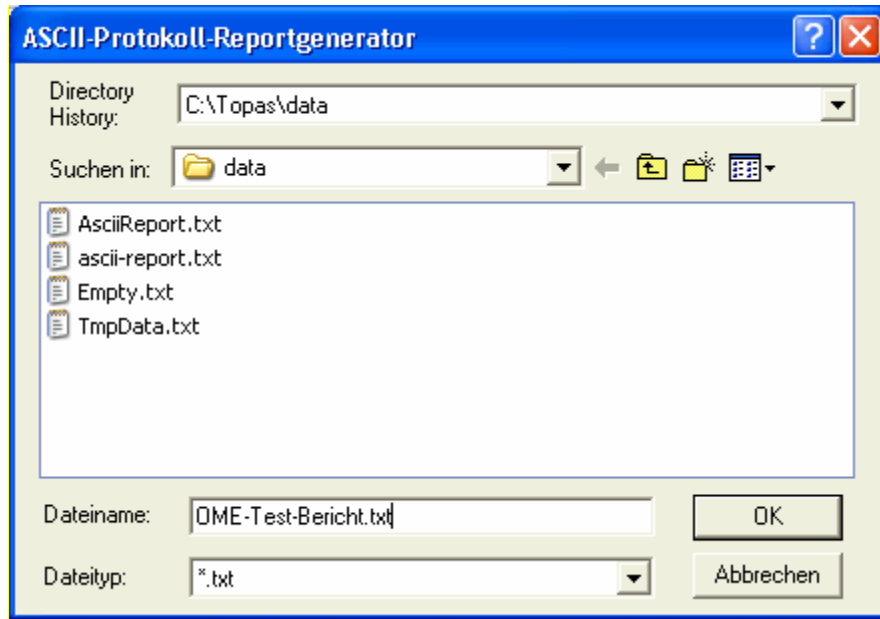 ASCII-Protokoll-Reportgenerator
Directory
History:
C:\Topas\data
Suchen in:
data
AsciiReport.txt
ascii-report.txt
Empty.txt
TmpData.txt
Dateiname:
OME-Test-Bericht.txt
OK
Dateityp:
*.txt
Abbrechen